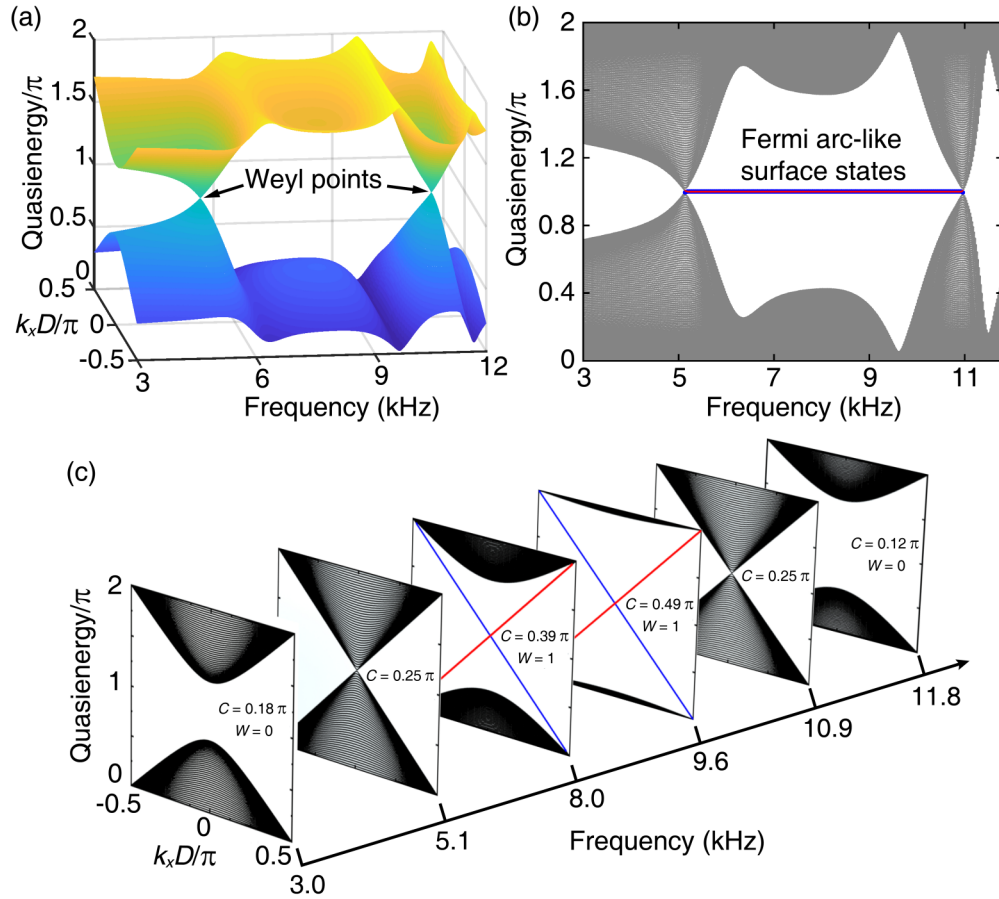 (a)
2
1.5
1
0.5
0
Quasienergy/π
Weyl points
0.5
0
-0.5
kₓD/π
3
6
9
12
Frequency (kHz)
(b)
2
1.6
1.2
0.8
0.4
0
Quasienergy/π
Fermi arc-like
surface states
3
5
7
9
11
Frequency (kHz)
(c)
2
1
0
Quasienergy/π
-0.5
0
0.5
kₓD/π
C = 0.18 π
W = 0
C = 0.25 π
C = 0.39 π
W = 1
C = 0.49 π
W = 1
C = 0.25 π
C = 0.12 π
W = 0
3.0
5.1
8.0
9.6
10.9
11.8
Frequency (kHz)